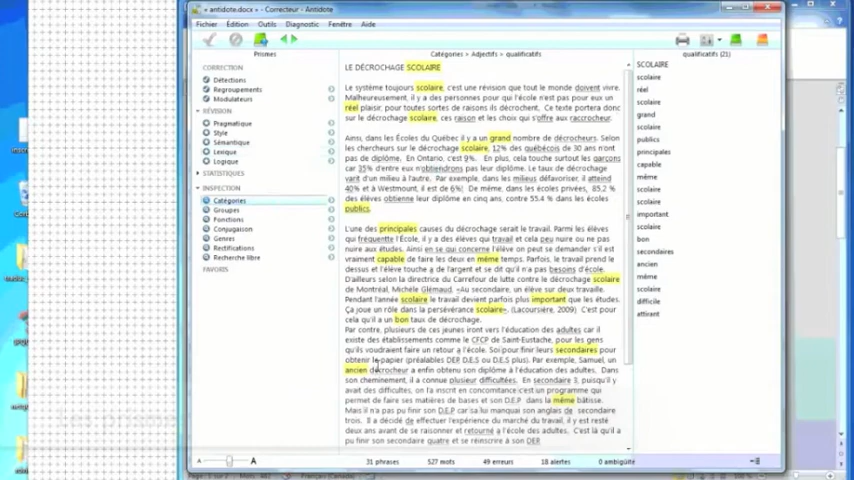 « antidote.docx » - Correcteur - Antidote
Fichier Édition Outils Diagnostic Fenêtre Aide
Prismes
Catégories > Adjectifs > qualificatifs
qualificatifs (21)
CORRECTION
Détections
Regroupements
Modulateurs
RÉVISION
Pragmatique
Style
Sémantique
Lexique
Logique
STATISTIQUES
INSPECTION
Catégories
Groupes
Fonctions
Conjugaison
Genres
Rectifications
Recherche libre
FAVORIS
LE DÉCROCHAGE SCOLAIRE
Le système toujours scolaire, c'est une révision que tout le monde doivent vivre.
Malheureusement, il y a des personnes pour qui l'école n'est pas pour eux un
réel plaisir; pour toutes sortes de raisons ils décrochent. Ce texte portera donc
sur le décrochage scolaire, ces raison et les choix qui s'offre aux raccrocheur.
Ainsi, dans les Écoles du Québec il y a un grand nombre de décrocheurs. Selon
les chercheurs sur le décrochage scolaire, 12% des québécois de 30 ans n'ont
pas de diplôme. En Ontario, c'est 9%. En plus, cela touche surtout les garçons
car 35% d'entre eux n'obtiendrons pas leur diplôme. Le taux de décrochage
varit d'un milieu à l'autre. Par exemple, dans les milieus défavoriser, il atteind
40% et à Westmount, il est de 6%! De même, dans les écoles privées, 85.2 %
des élèves obtienne leur diplôme en cinq ans, contre 55.4 % dans les écoles
publics.
L'une des principales causes du décrochage serait le travail. Parmi les élèves
qui fréquentte l'École, il y a des élèves qui travail et cela peu nuire ou ne pas
nuire aux études. Ainsi en se qui concerne l'élève on peut se demander s'il est
vraiment capable de faire les deux en même temps. Parfois, le travail prend le
dessus et l'élève touche a de l'argent et se dit qu'il n'a pas besoins d'école.
D'ailleurs selon la directrice du Carrefour de lutte contre le décrochage scolaire
de Montréal, Michèle Glémaud, «Au secondaire, un élève sur deux travaille.
Pendant l'année scolaire le travail devient parfois plus important que les études.
Ça joue un rôle dans la persévérance scolaire». (Lacoursière, 2009) C'est pour
cela qu'il a un bon taux de décrochage.
Par contre, plusieurs de ces jeunes iront vers l'éducation des adultes car il
existe des établissements comme le CFCP de Saint-Eustache, pour les gens
qu'ils voudraient faire un retour a l'école. Soi pour finir leurs secondaires pour
obtenir le papier (préalables DER D.E.S ou D.E.S plus). Par exemple, Samuel, un
ancien décrocheur a enfin obtenu son diplôme à l'éducation des adultes. Dans
son cheminement, il a connue plusieur difficultées. En secondaire 3, puisqu'il y
avait des difficultés, on l'a inscrit en concomitance c'est un programme qui
permet de faire ses matières de bases et son D.E.P dans la même bâtisse.
Mais il n'a pas pu finir son D.E.P car sa lui manquai son anglais de secondaire
trois. Il a décidé de effectuer l'expérience du marché du travail, il y est resté
deux ans avant de se raisonner et retourné a l'école des adultes. C'est là qu'il a
pu finir son secondaire quatre et se réinscrire à son DER
SCOLAIRE
scolaire
réel
scolaire
grand
scolaire
publics
principales
capable
même
scolaire
scolaire
important
scolaire
bon
secondaires
ancien
même
scolaire
difficile
attirant
A A 31 phrases 527 mots 49 erreurs 18 alertes 0 ambiguïté